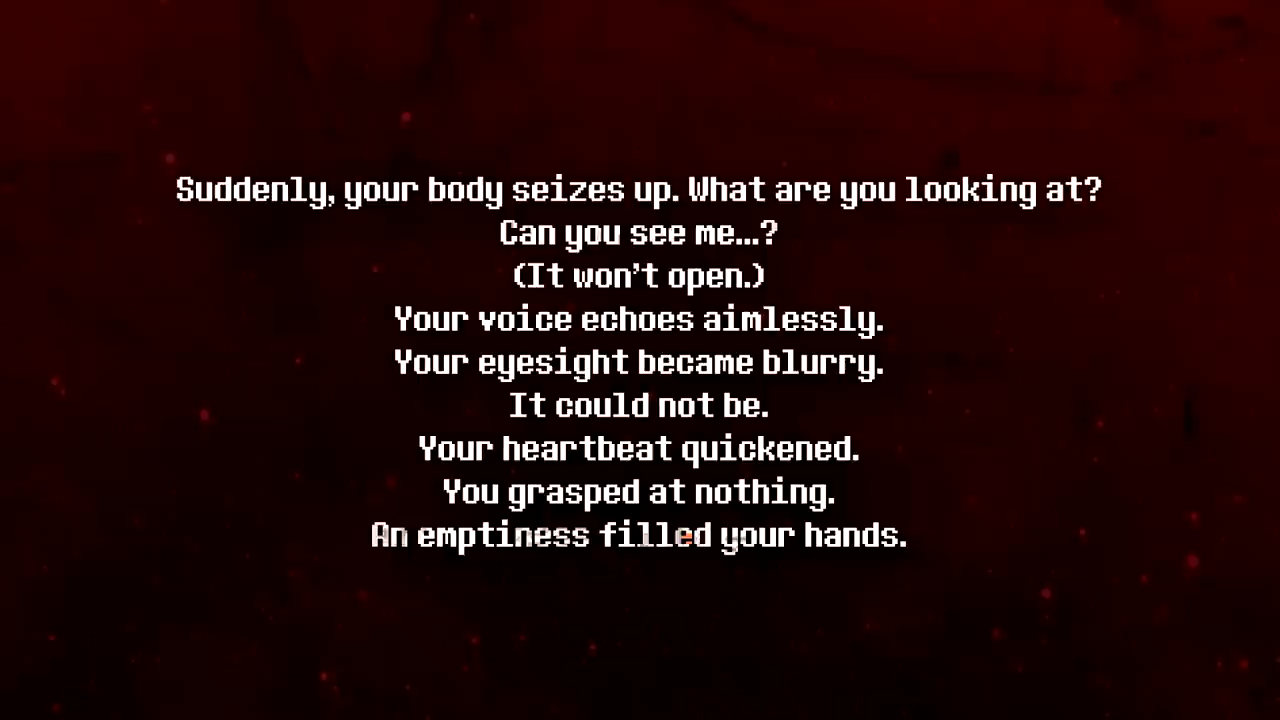 Suddenly, your body seizes up. What are you looking at?
Can you see me...?
(It won't open.)
Your voice echoes aimlessly.
Your eyesight became blurry.
It could not be.
Your heartbeat quickened.
You grasped at nothing.
An emptiness filled your hands.